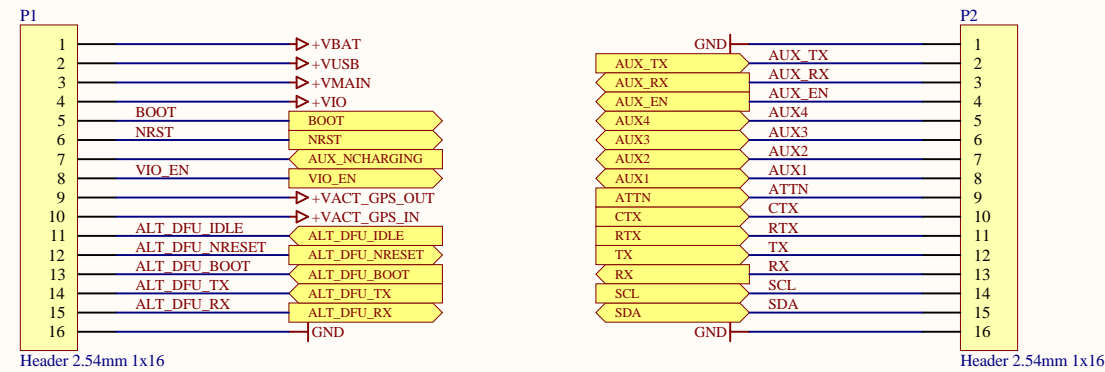 P1
1 +VBAT
2 +VUSB
3 +VMAIN
4 +VIO
5 BOOT BOOT
6 NRST NRST
7 AUX_NCHARGING
8 VIO_EN VIO_EN
9 +VACT_GPS_OUT
10 +VACT_GPS_IN
11 ALT_DFU_IDLE ALT_DFU_IDLE
12 ALT_DFU_NRESET ALT_DFU_NRESET
13 ALT_DFU_BOOT ALT_DFU_BOOT
14 ALT_DFU_TX ALT_DFU_TX
15 ALT_DFU_RX ALT_DFU_RX
16 GND
Header 2.54mm 1x16
P2
GND 1
AUX_TX AUX_TX 2
AUX_RX AUX_RX 3
AUX_EN AUX_EN 4
AUX4 AUX4 5
AUX3 AUX3 6
AUX2 AUX2 7
AUX1 AUX1 8
ATTN ATTN 9
CTX CTX 10
RTX RTX 11
TX TX 12
RX RX 13
SCL SCL 14
SDA SDA 15
GND 16
Header 2.54mm 1x16